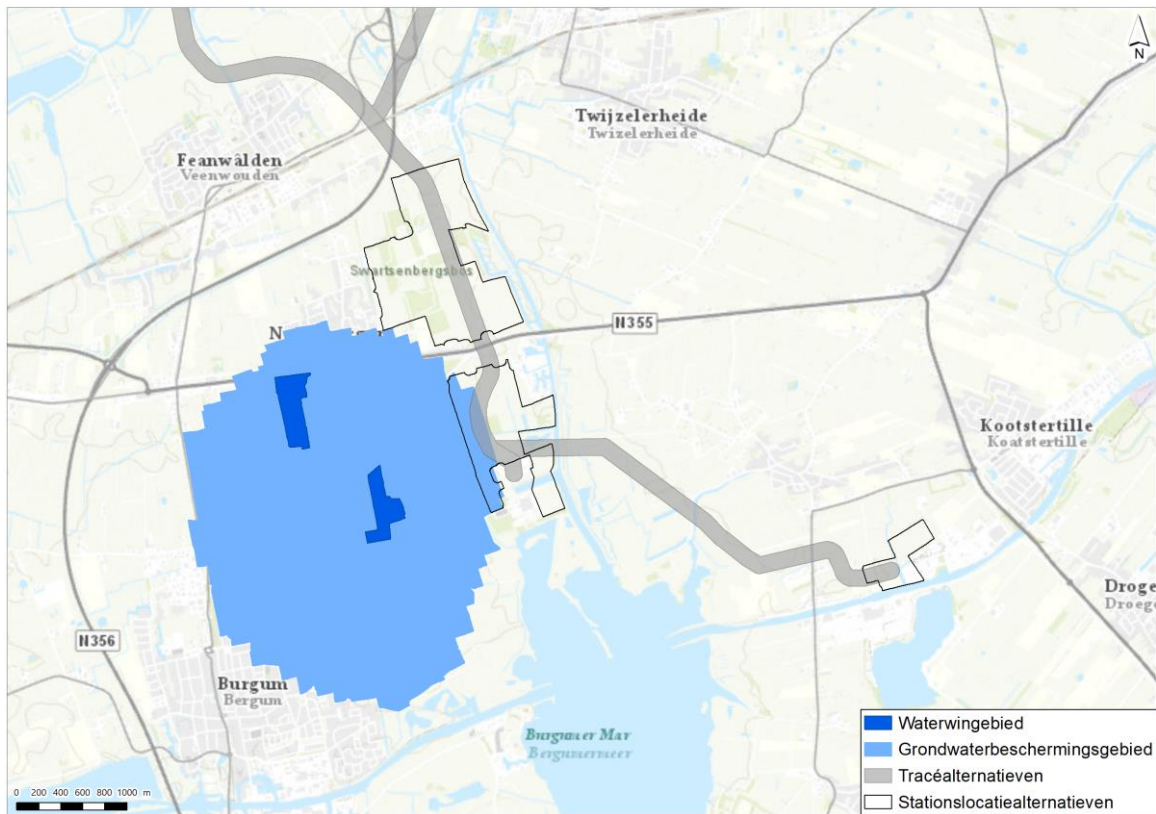 N
Twijzelerheide
Twizelerheide
Feanwâlden
Veenwouden
Swartsenbergsbos
N355
Kootstertille
Koatstertille
N356
Droge
Droege
Burgum
Bergum
Burgumer Mar
Bergumermeer
Waterwingebied
Grondwaterbeschermingsgebied
Tracéalternatieven
Stationslocatiealternatieven
0 200 400 600 800 1000 m